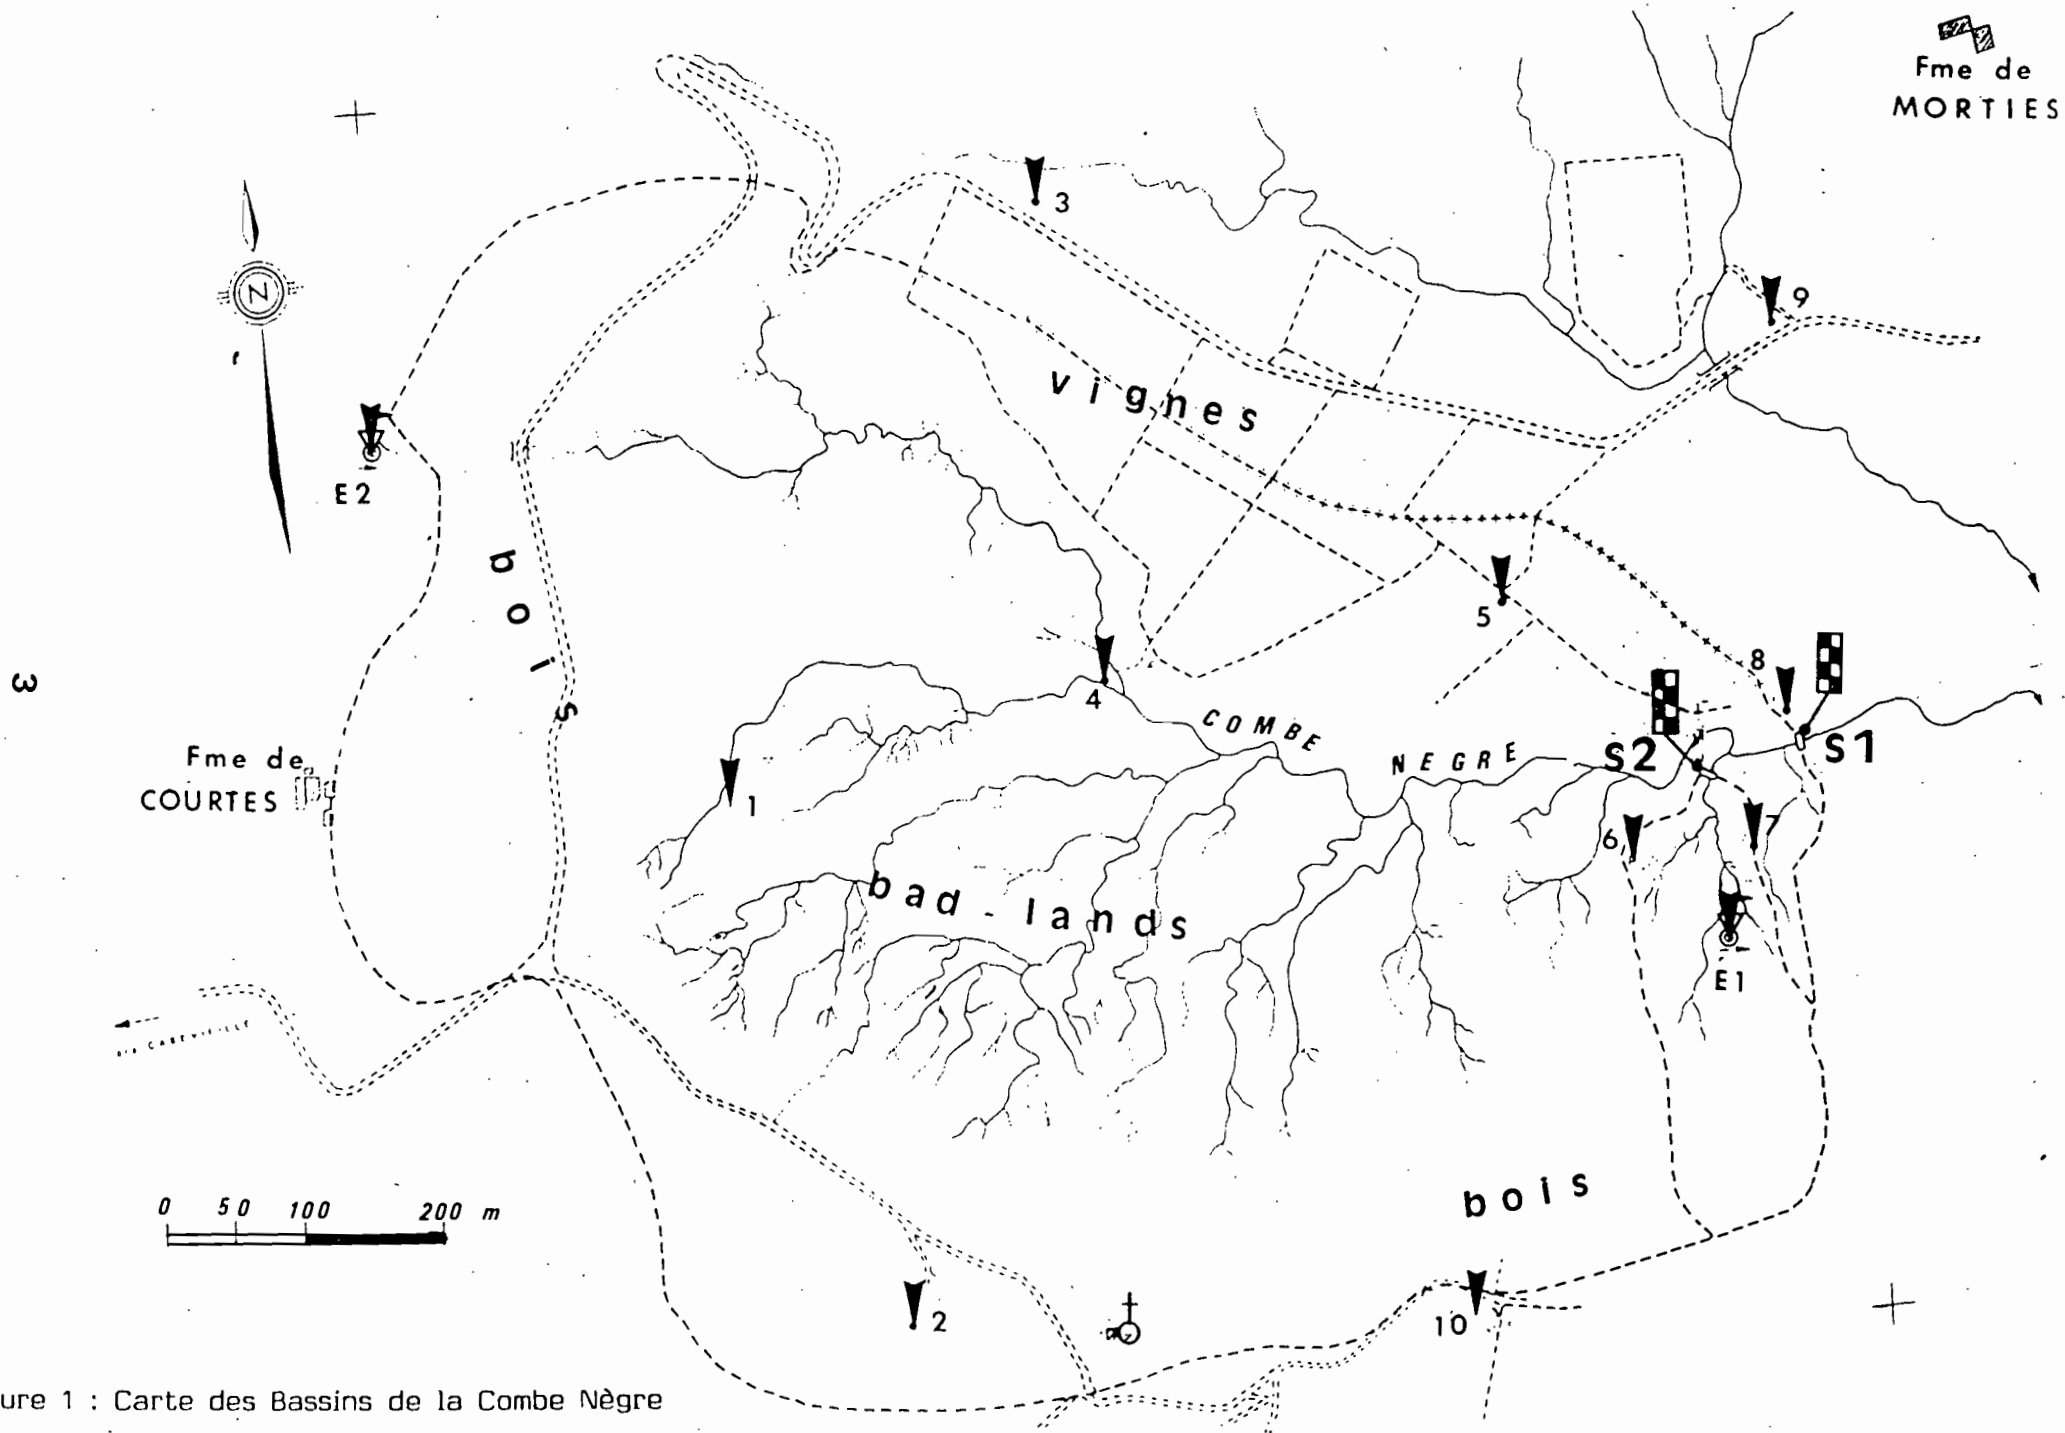 Fme de
MORTIES
3
9
N
vignes
E2
bois
5
3
8
4
COMBE NEGRE
S2
S1
Fme de
COURTES
1
6
7
bad-lands
E1
bois
0 50 100 200 m
2
10
ure 1 : Carte des Bassins de la Combe Nègre